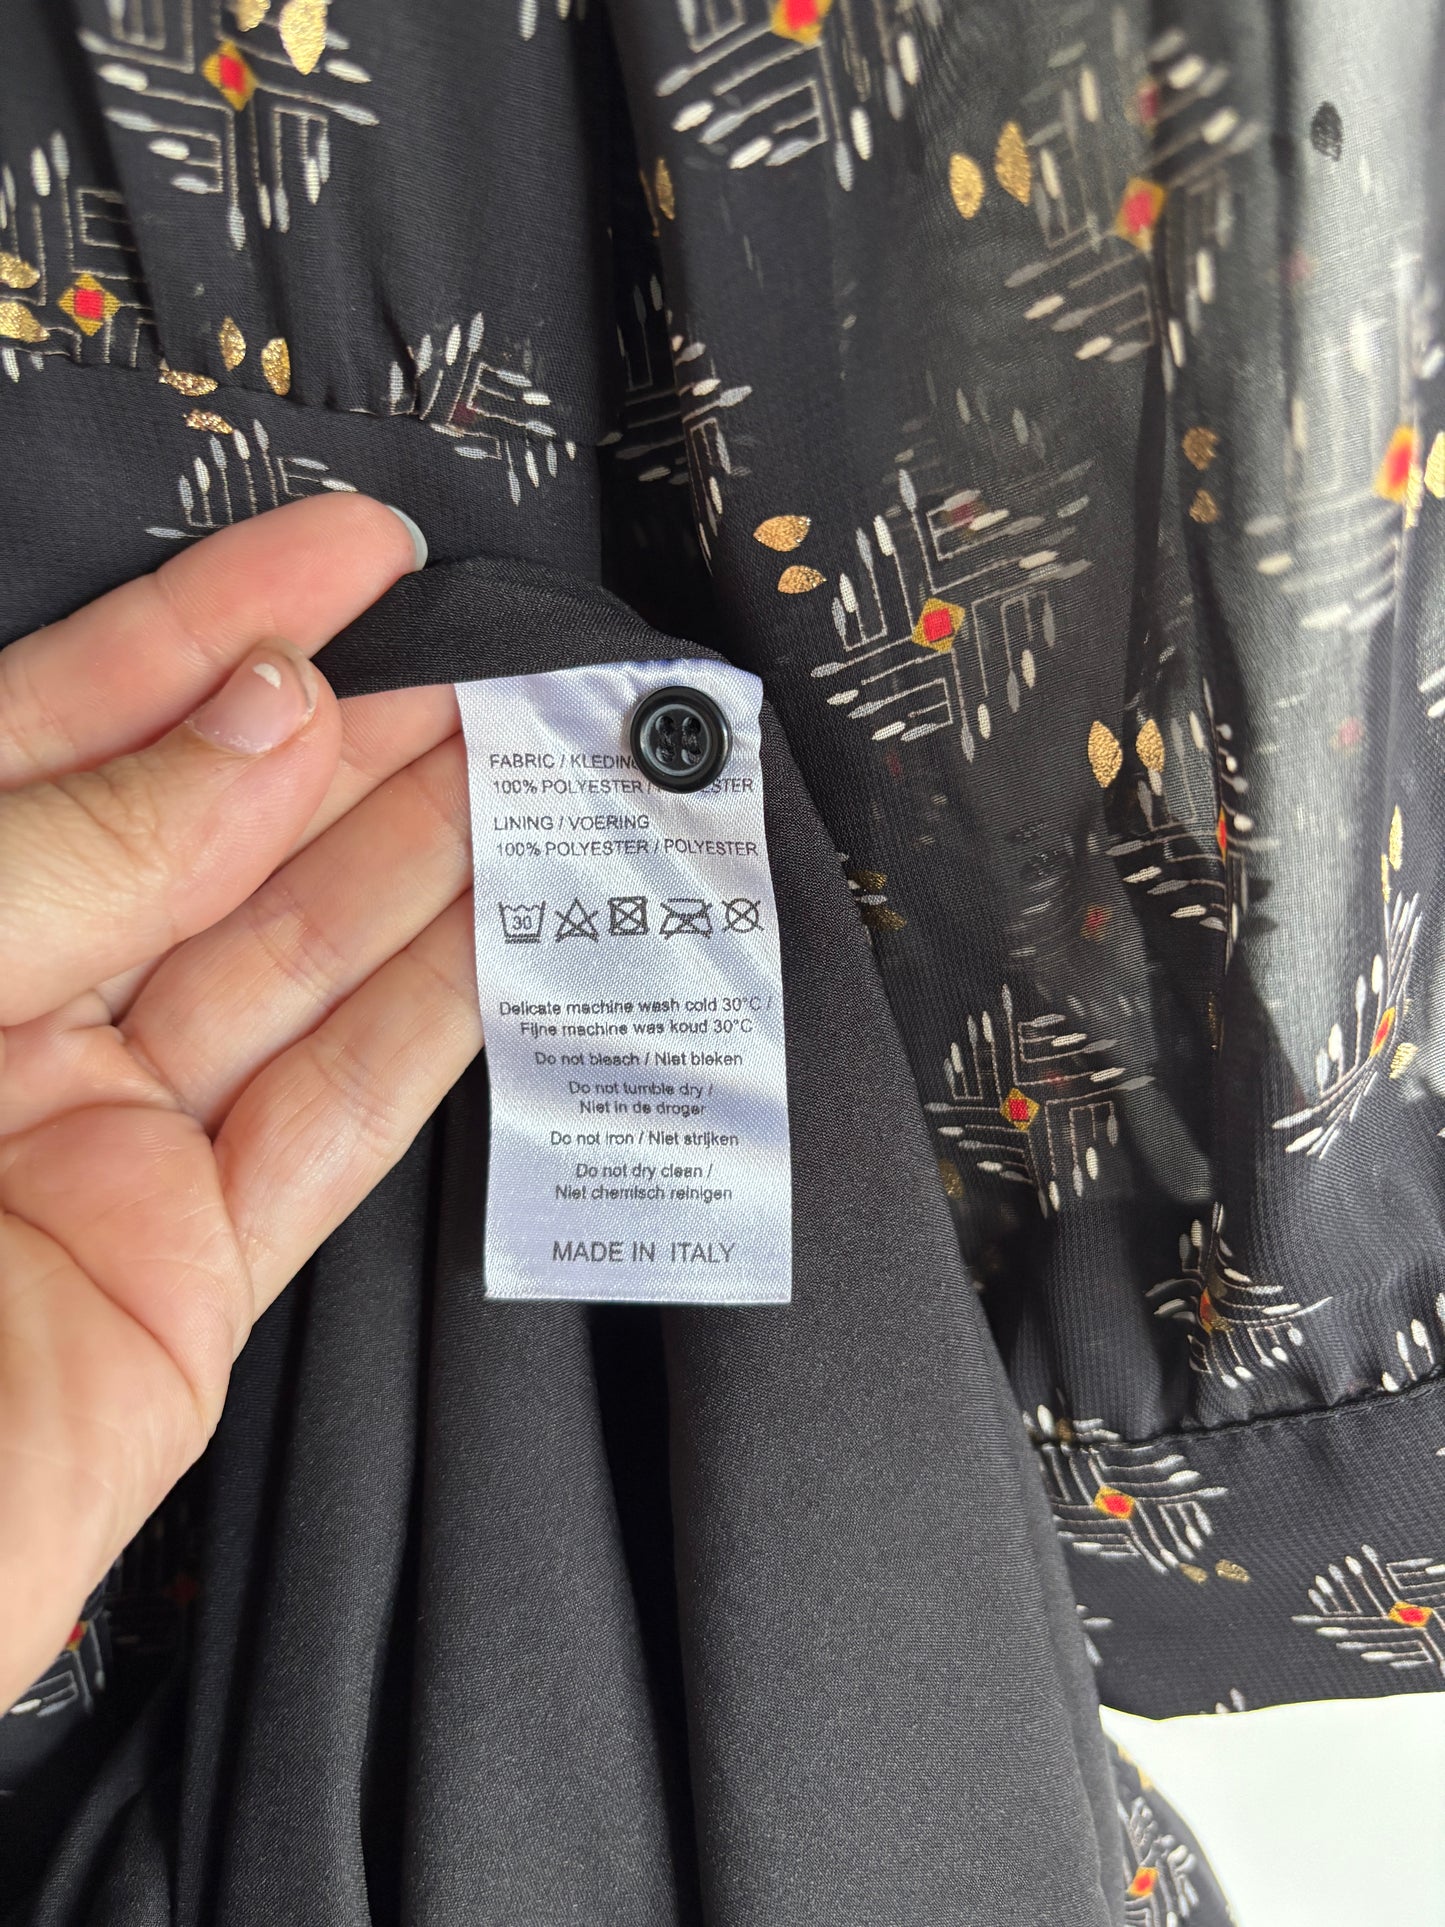 FABRIC / KLEDING
100% POLYESTER /
LINING / VOERING
100% POLYESTER / POLYESTER
30
Delicate machine wash cold 30°C /
Fijne machine was koud 30°C
Do not bleach / Niet bleken
Do not tumble dry /
Niet in de droger
Do not iron / Niet strijken
Do not dry clean /
Niet chemisch reinigen
MADE IN ITALY